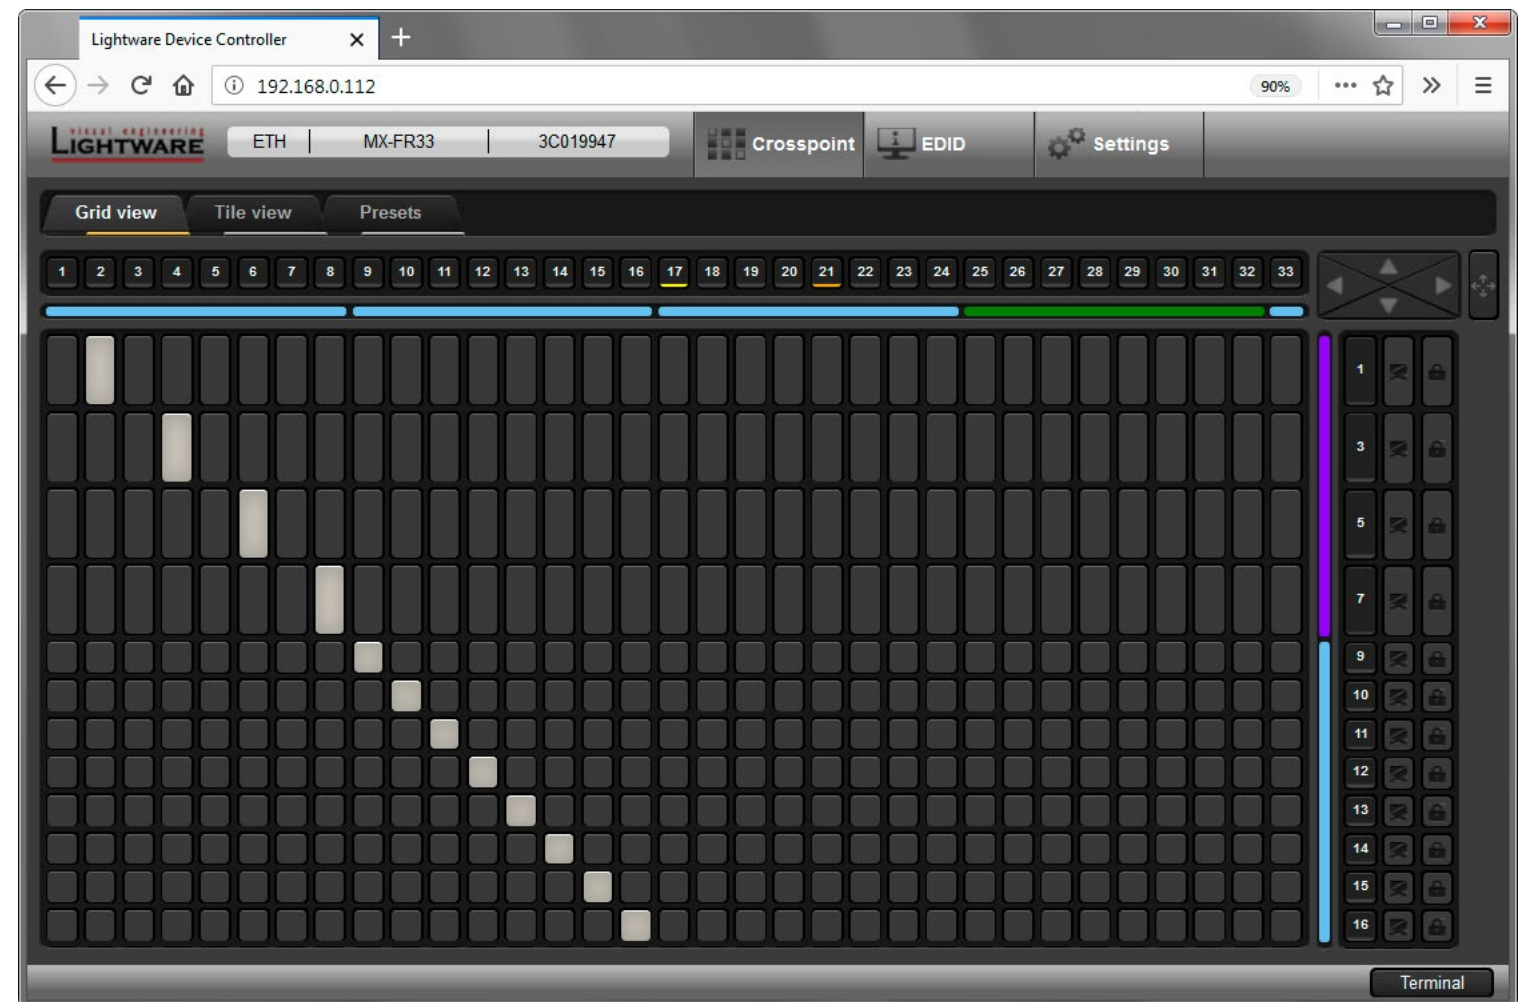 Lightware Device Controller
192.168.0.112
90%
visual engineering
LIGHTWARE
ETH | MX-FR33 | 3C019947
Crosspoint
EDID
Settings
Grid view
Tile view
Presets
1 2 3 4 5 6 7 8 9 10 11 12 13 14 15 16 17 18 19 20 21 22 23 24 25 26 27 28 29 30 31 32 33
1
3
5
7
9
10
11
12
13
14
15
16
Terminal